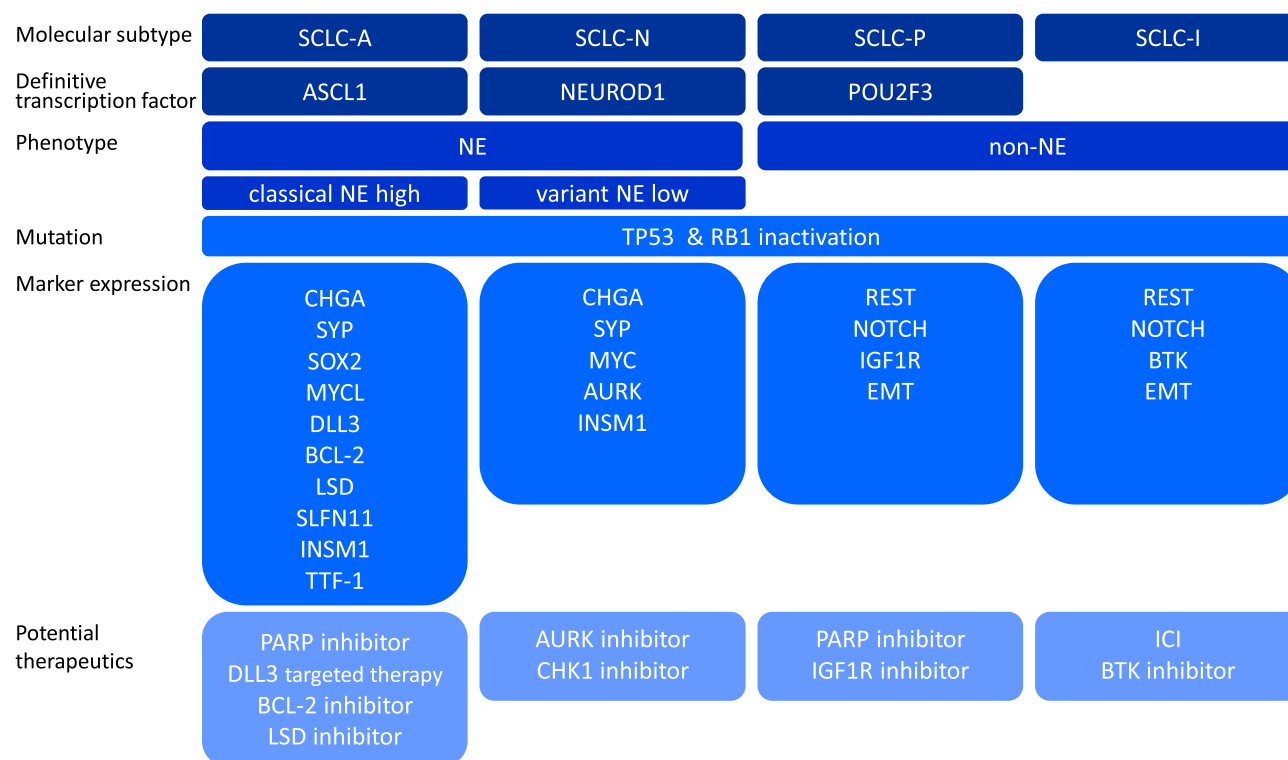 Molecular subtype
SCLC-A
SCLC-N
SCLC-P
SCLC-I
Definitive
transcription factor
ASCL1
NEUROD1
POU2F3
Phenotype
NE
non-NE
classical NE high
variant NE low
Mutation
TP53 & RB1 inactivation
Marker expression
CHGA
SYP
SOX2
MYCL
DLL3
BCL-2
LSD
SLFN11
INSM1
TTF-1
CHGA
SYP
MYC
AURK
INSM1
REST
NOTCH
IGF1R
EMT
REST
NOTCH
BTK
EMT
Potential
therapeutics
PARP inhibitor
DLL3 targeted therapy
BCL-2 inhibitor
LSD inhibitor
AURK inhibitor
CHK1 inhibitor
PARP inhibitor
IGF1R inhibitor
ICI
BTK inhibitor